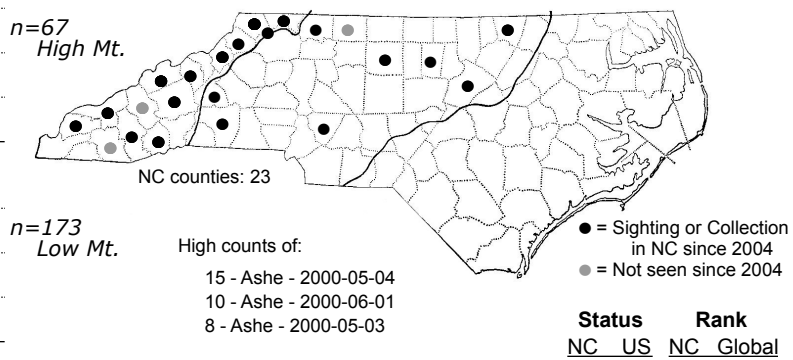 n=67
High Mt.
NC counties: 23
n=173
Low Mt.
High counts of:
15 - Ashe - 2000-05-04
10 - Ashe - 2000-06-01
8 - Ashe - 2000-05-03
= Sighting or Collection
in NC since 2004
= Not seen since 2004
Status Rank
NC US NC Global